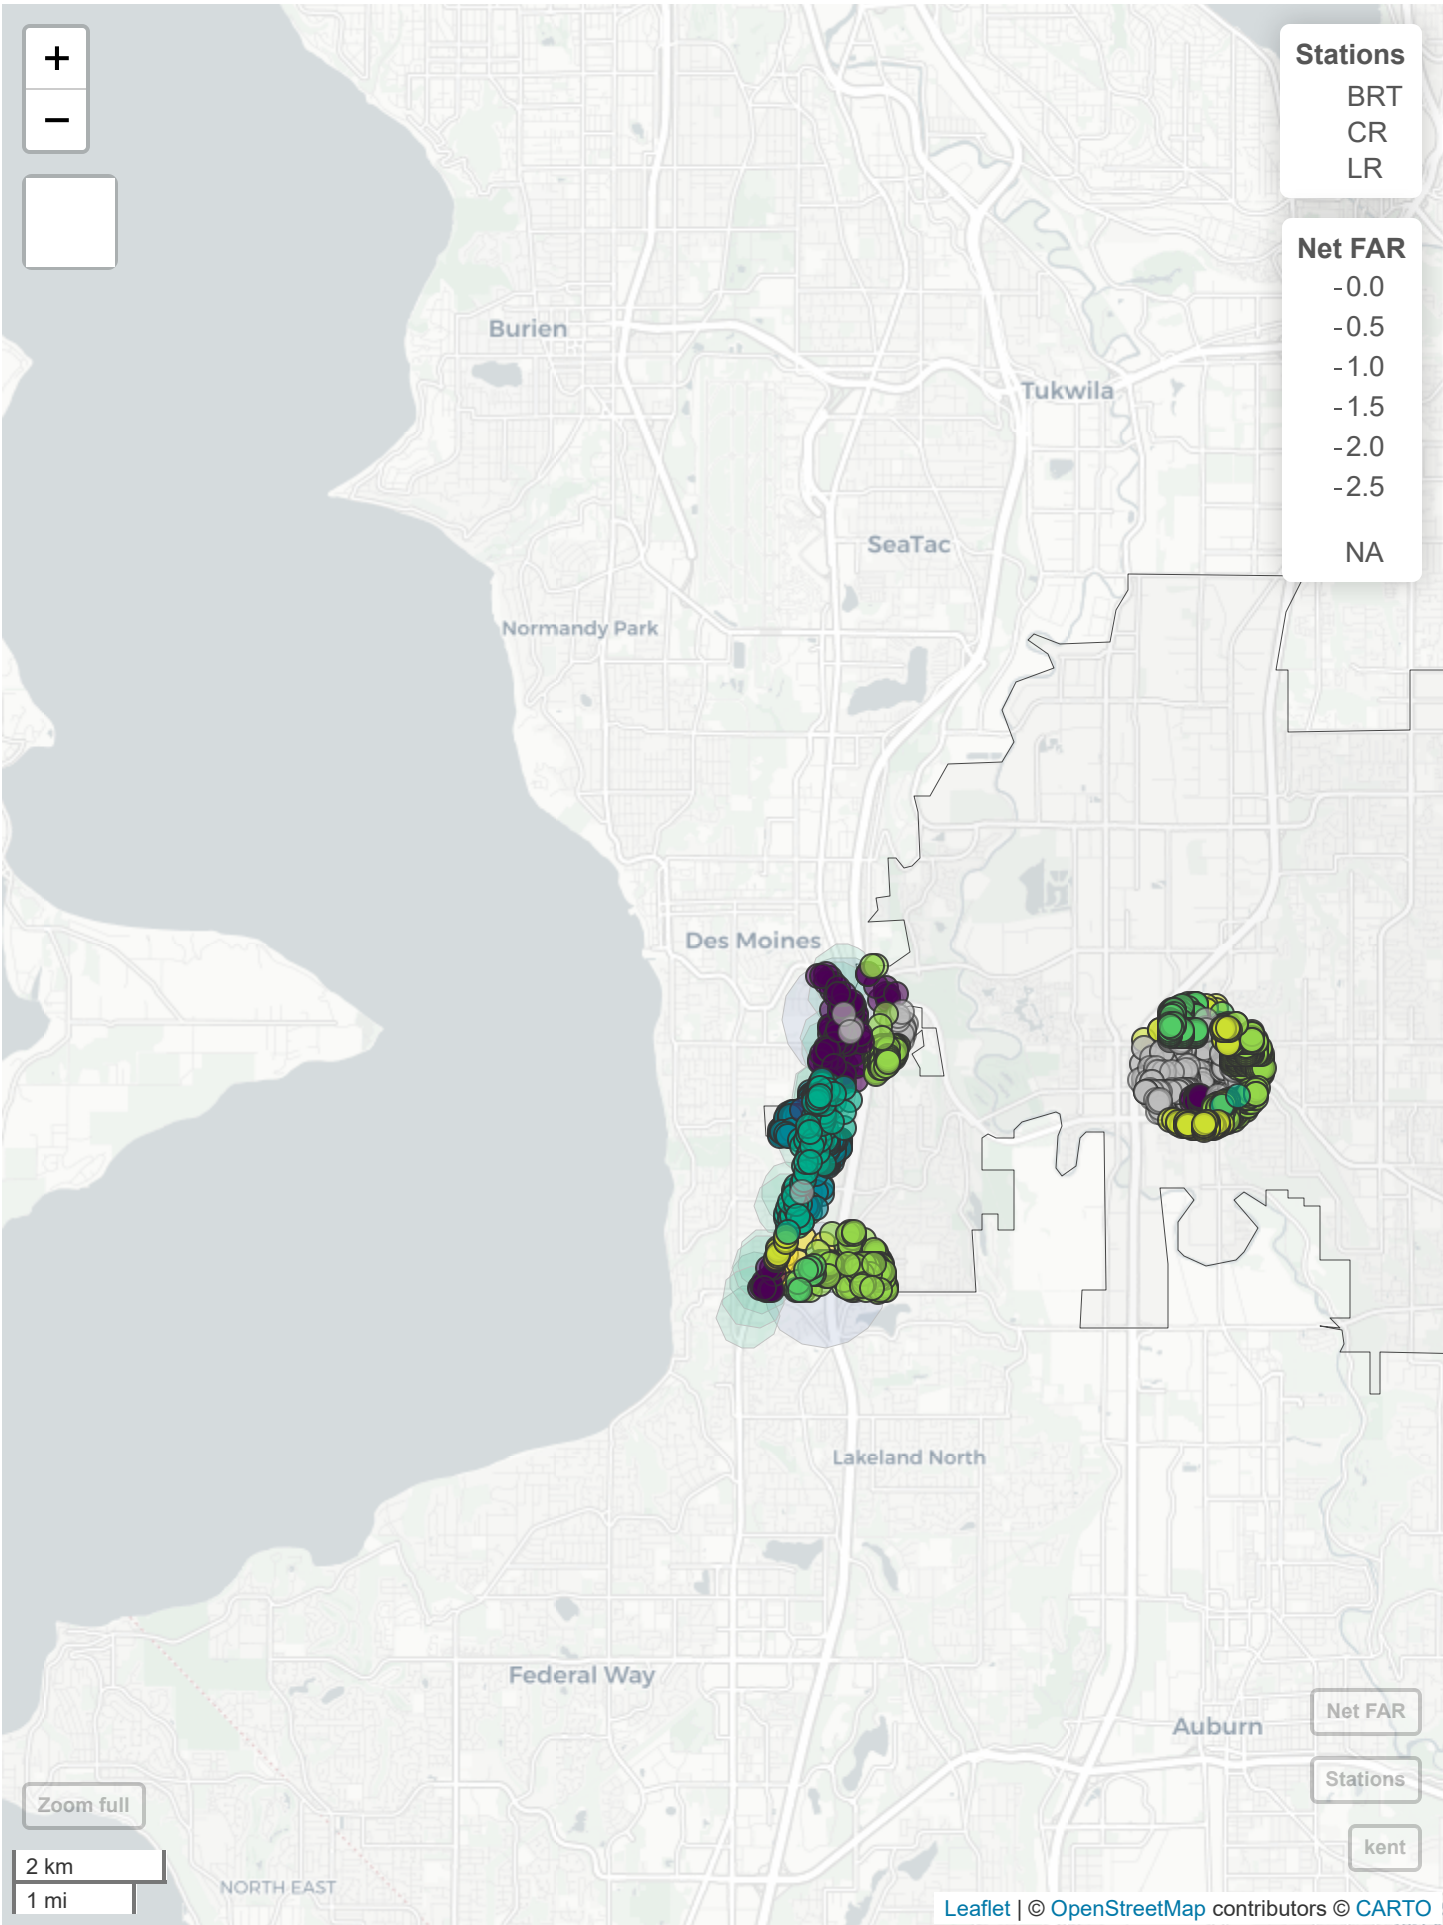 +
−
Stations
BRT
CR
LR
Net FAR
-0.0
-0.5
-1.0
-1.5
-2.0
-2.5
NA
Burien
Tukwila
SeaTac
Normandy Park
Des Moines
Lakeland North
Federal Way
Auburn
Net FAR
Stations
kent
Zoom full
2 km
1 mi
NORTH EAST
Leaflet | © OpenStreetMap contributors © CARTO